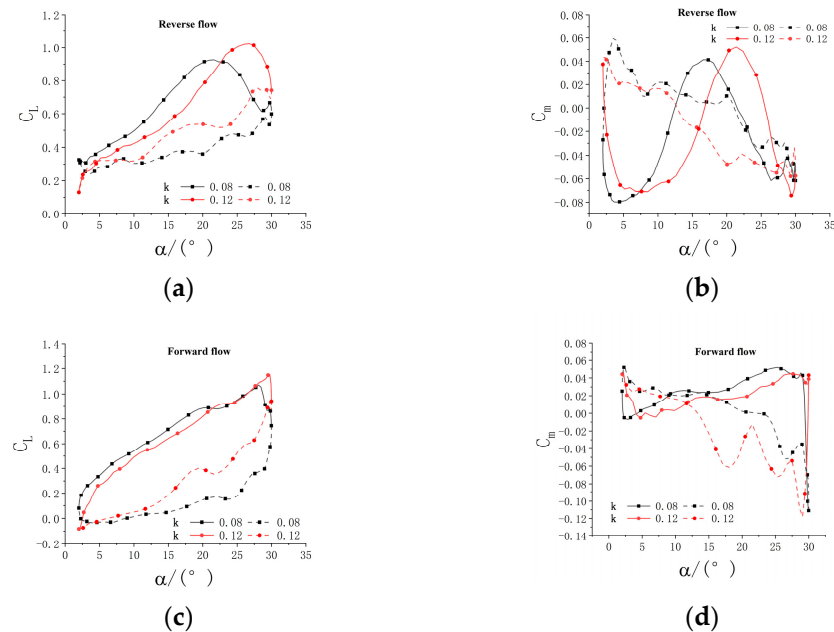 Reverse flow
1.2
1.0
0.8
0.6
0.4
0.2
0.0
C_L
k 0.08 0.08
k 0.12 0.12
0 5 10 15 20 25 30 35
α/(°)
(a)
Reverse flow
k 0.08 0.08
k 0.12 0.12
0.08
0.06
0.04
0.02
0.00
-0.02
-0.04
-0.06
-0.08
C_m
0 5 10 15 20 25 30 35
α/(°)
(b)
Forward flow
1.4
1.2
1.0
0.8
0.6
0.4
0.2
0.0
-0.2
C_L
k 0.08 0.08
k 0.12 0.12
0 5 10 15 20 25 30 35
α/(°)
(c)
Forward flow
0.08
0.06
0.04
0.02
0.00
-0.02
-0.04
-0.06
-0.08
-0.10
-0.12
-0.14
C_m
k 0.08 0.08
k 0.12 0.12
0 5 10 15 20 25 30 35
α/(°)
(d)